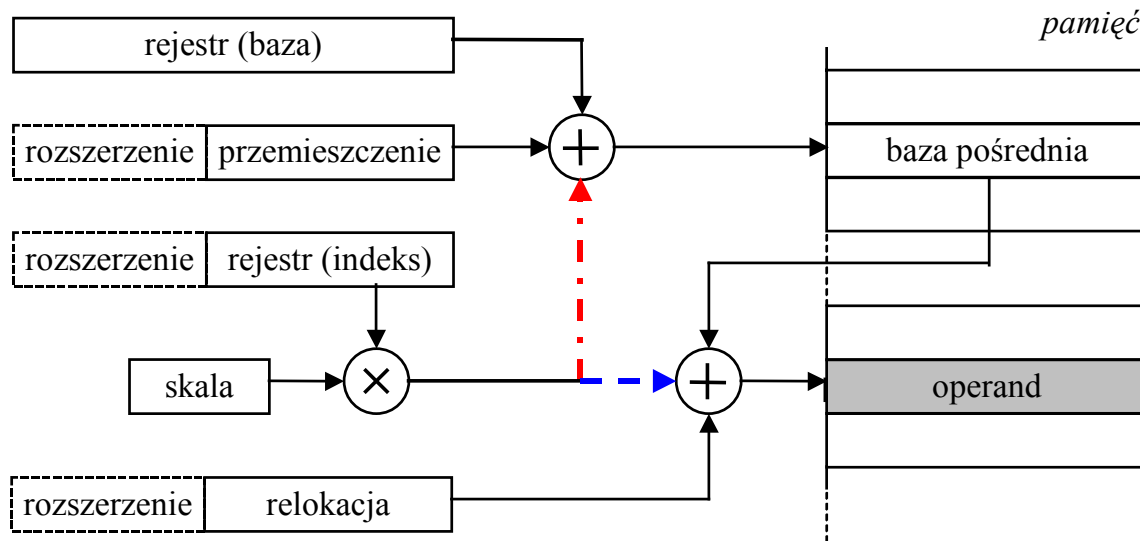 pamięć
rejestr (baza)
rozszerzenie przemieszczenie
+
baza pośrednia
rozszerzenie rejestr (indeks)
skala
×
+
operand
rozszerzenie relokacja